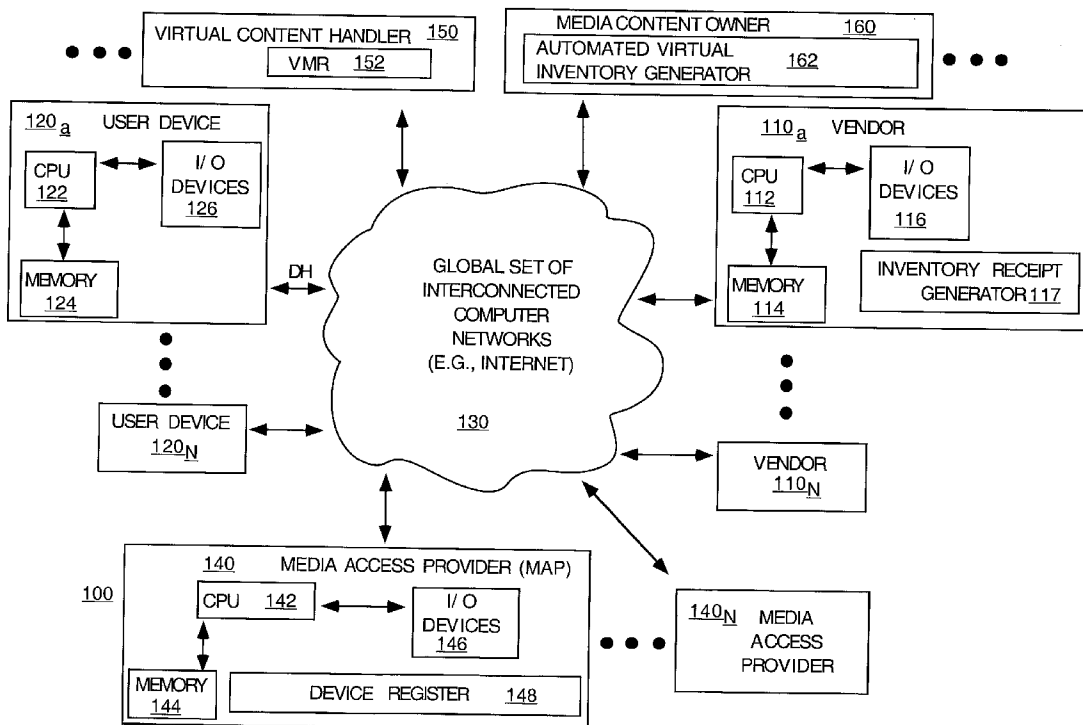 VIRTUAL CONTENT HANDLER 150
VMR 152
MEDIA CONTENT OWNER 160
AUTOMATED VIRTUAL
INVENTORY GENERATOR 162
120a USER DEVICE
CPU
122
I/O
DEVICES
126
MEMORY
124
DH
110a VENDOR
CPU
112
I/O
DEVICES
116
MEMORY
114
INVENTORY RECEIPT
GENERATOR 117
GLOBAL SET OF
INTERCONNECTED
COMPUTER
NETWORKS
(E.G., INTERNET)
130
USER DEVICE
120N
VENDOR
110N
100
140 MEDIA ACCESS PROVIDER (MAP)
CPU 142
I/O
DEVICES
146
MEMORY
144
DEVICE REGISTER 148
140N MEDIA
ACCESS
PROVIDER